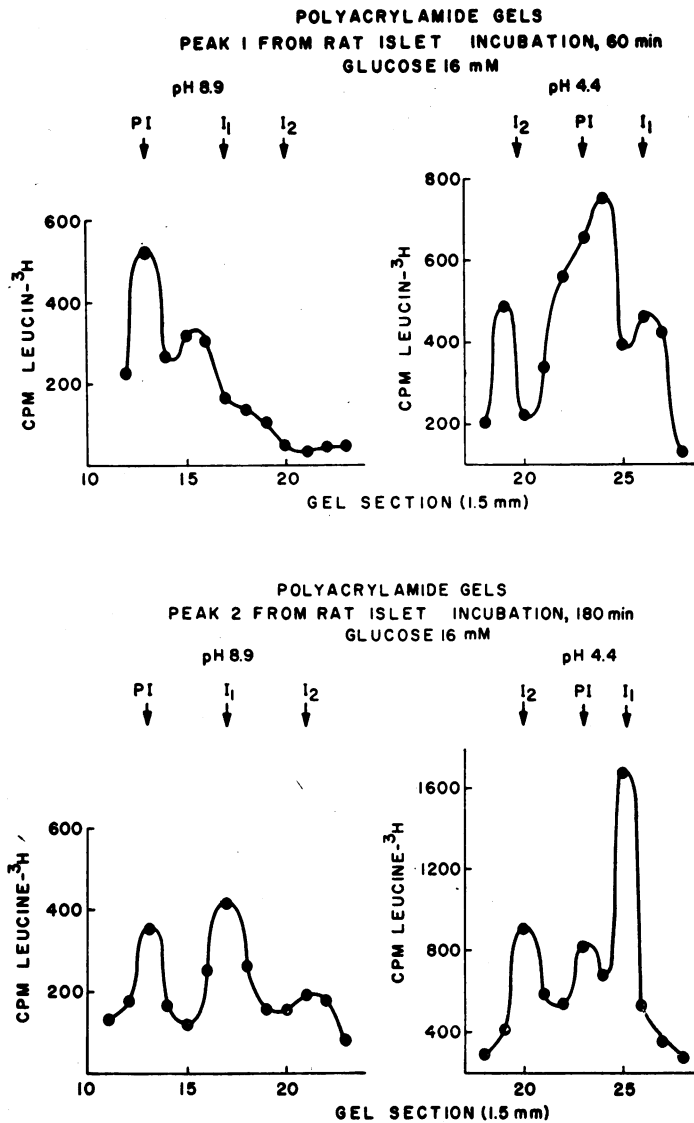 POLYACRYLAMIDE GELS
PEAK 1 FROM RAT ISLET INCUBATION, 60 min
GLUCOSE 16 mM
pH 8.9
PI I₁ I₂
600
400
200
CPM LEUCIN-³H
10 15 20
pH 4.4
I₂ PI I₁
800
600
400
200
CPM LEUCIN-³H
20 25
GEL SECTION (1.5 mm)
POLYACRYLAMIDE GELS
PEAK 2 FROM RAT ISLET INCUBATION, 180 min
GLUCOSE 16 mM
pH 8.9
PI I₁ I₂
600
400
200
CPM LEUCINE-³H
10 15 20
pH 4.4
I₂ PI I₁
1600
1200
800
400
CPM LEUCINE-³H
20 25
GEL SECTION (1.5 mm)